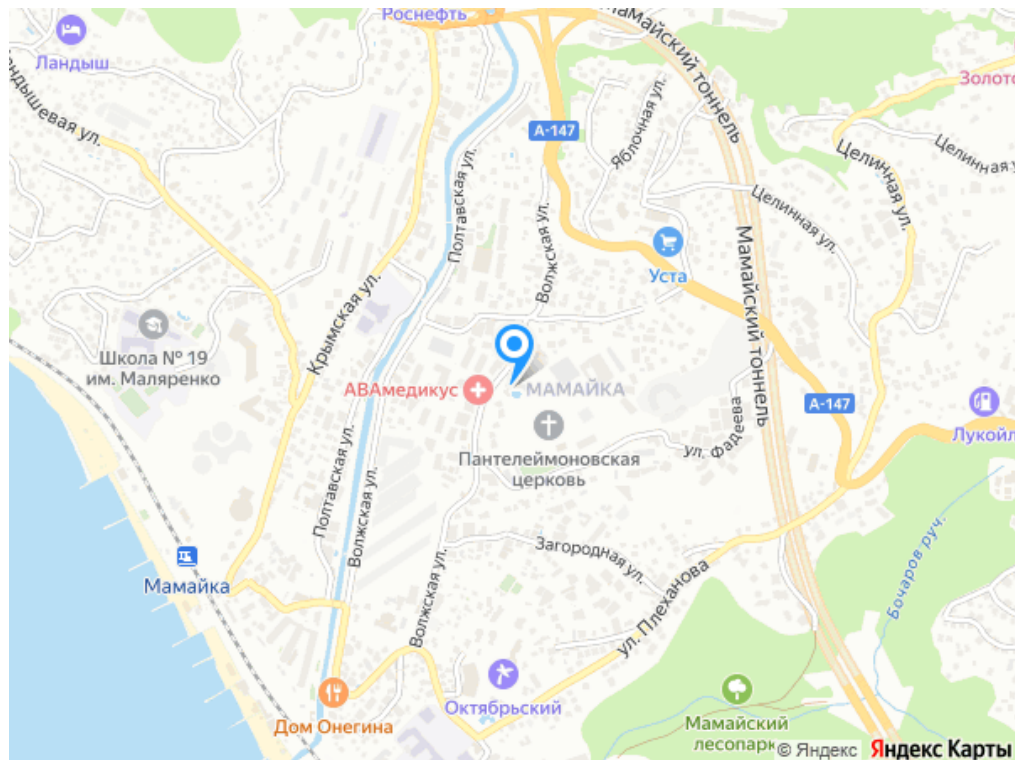 Роснефть
Ландыш
Мамайский тоннель
Золото
А-147
Яблочная ул.
Целинная ул.
Целинная у
Полтавская ул.
Целинная ул.
Волжская ул.
Мамайский тоннель
Уста
Крымская ул.
Школа № 19
им. Маляренко
АВАмедикус
МАМАЙКА
А-147
Лукойл
ул. Фадеева
Пантелеймоновская
церковь
Полтавская ул.
Волжская ул.
Мамайка
Загородная ул.
Волжская ул.
ул. Плеханова
Бочаров руч.
Октябрьский
Дом Онегина
Мамайский
лесопарк
© Яндекс Яндекс Карты